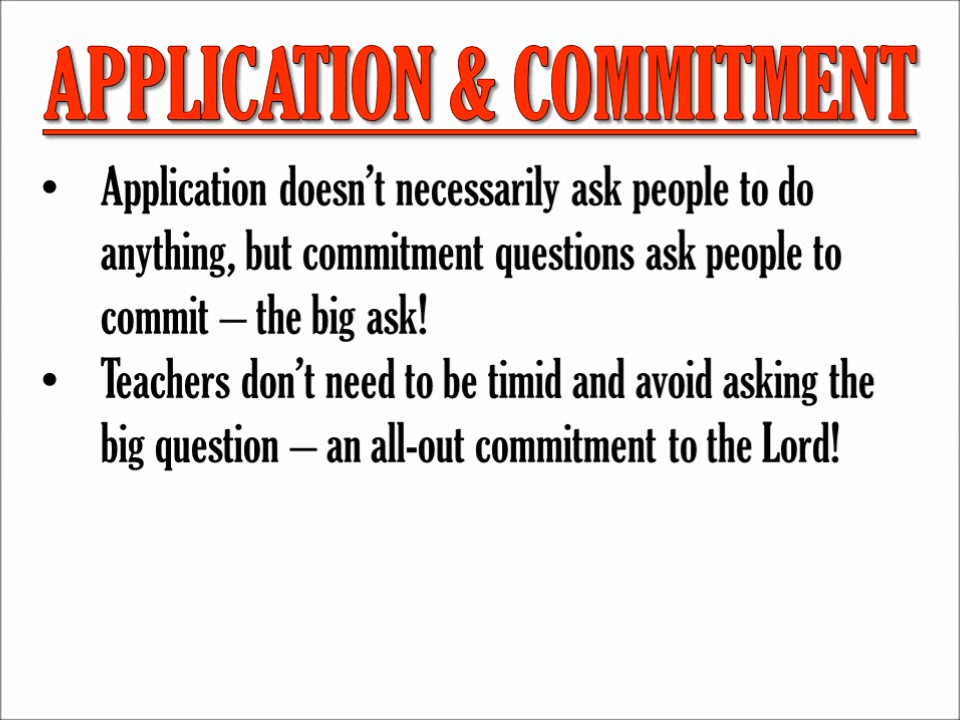 APPLICATION & COMMITMENT
• Application doesn’t necessarily ask people to do
anything, but commitment questions ask people to
commit – the big ask!
• Teachers don’t need to be timid and avoid asking the
big question – an all-out commitment to the Lord!